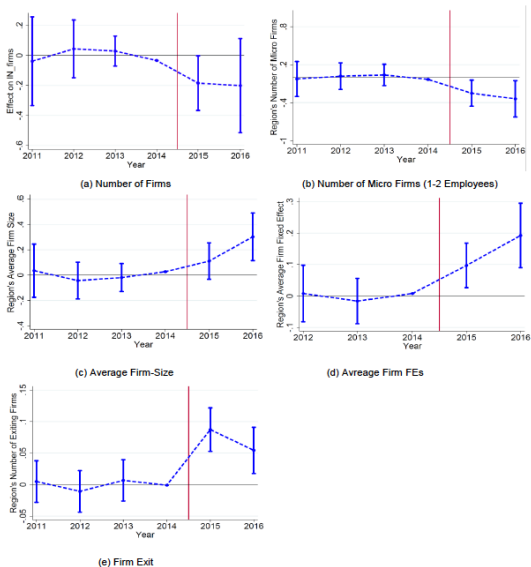 Effect on lN_firms
.2
0
-.2
-.4
-.6
2011 2012 2013 2014 2015 2016
Year
(a) Number of Firms
Region's Number of Micro Firms
.8
.2
-.4
-1
2011 2012 2013 2014 2015 2016
Year
(b) Number of Micro Firms (1-2 Employees)
Region's Average Firm Size
.6
.4
.2
0
-.2
-.4
2011 2012 2013 2014 2015 2016
Year
(c) Average Firm-Size
Region's Average Firm Fixed Effect
.3
.2
.1
0
-.1
2012 2013 2014 2015 2016
Year
(d) Avreage Firm FEs
Region's Number of Exiting Firms
.15
.100
.05
0
-.05
2011 2012 2013 2014 2015 2016
Year
(e) Firm Exit